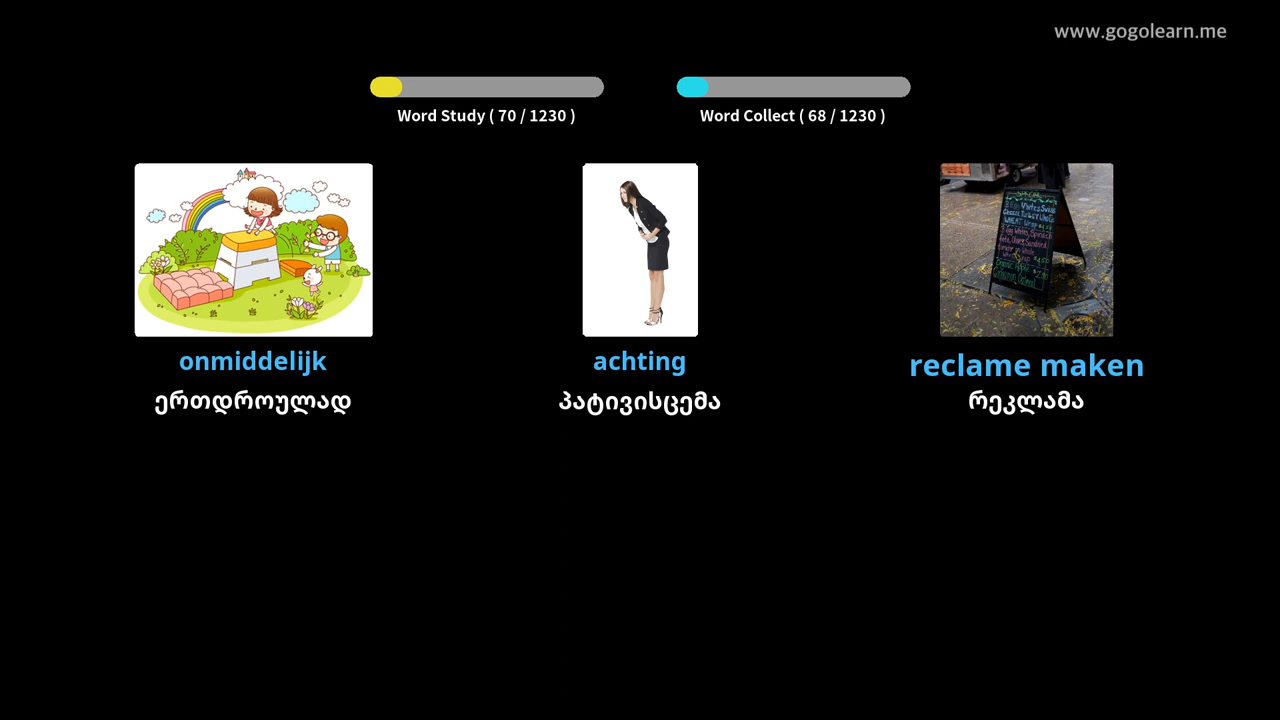 www.gogolearn.me
Word Study ( 70 / 1230 )
Word Collect ( 68 / 1230 )
onmiddelijk
ერთდროულად
achting
პატივისცემა
reclame maken
რეკლამა